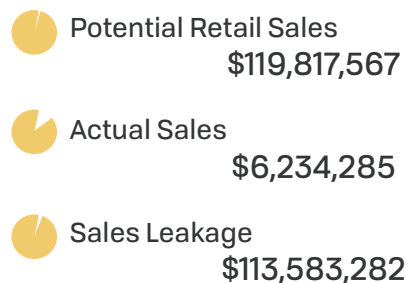 Potential Retail Sales
$119,817,567
Actual Sales
$6,234,285
Sales Leakage
$113,583,282